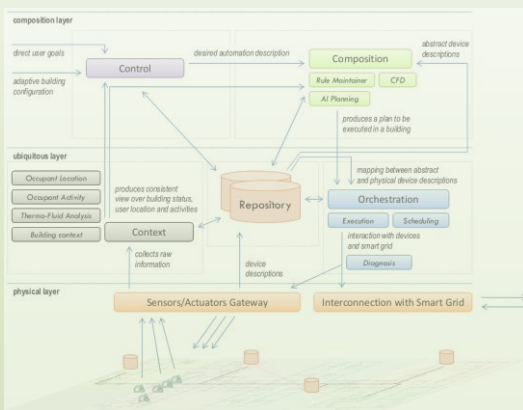 composition layer
direct user goals
adaptive building
configuration
Control
desired automation description
Composition
Rule Maintainer
CFD
AI Planning
abstract device
descriptions
produces a plan to be
executed in a building
ubiquitous layer
Occupant Location
Occupant Activity
Thermo-Fluid Analysis
Building context
produces consistent
view over building status,
user location and activities
Context
Repository
mapping between abstract
and physical device descriptions
Orchestration
Execution
Scheduling
interaction with devices
and smart grid
Diagnosis
collects raw
information
device
descriptions
physical layer
Sensors/Actuators Gateway
Interconnection with Smart Grid